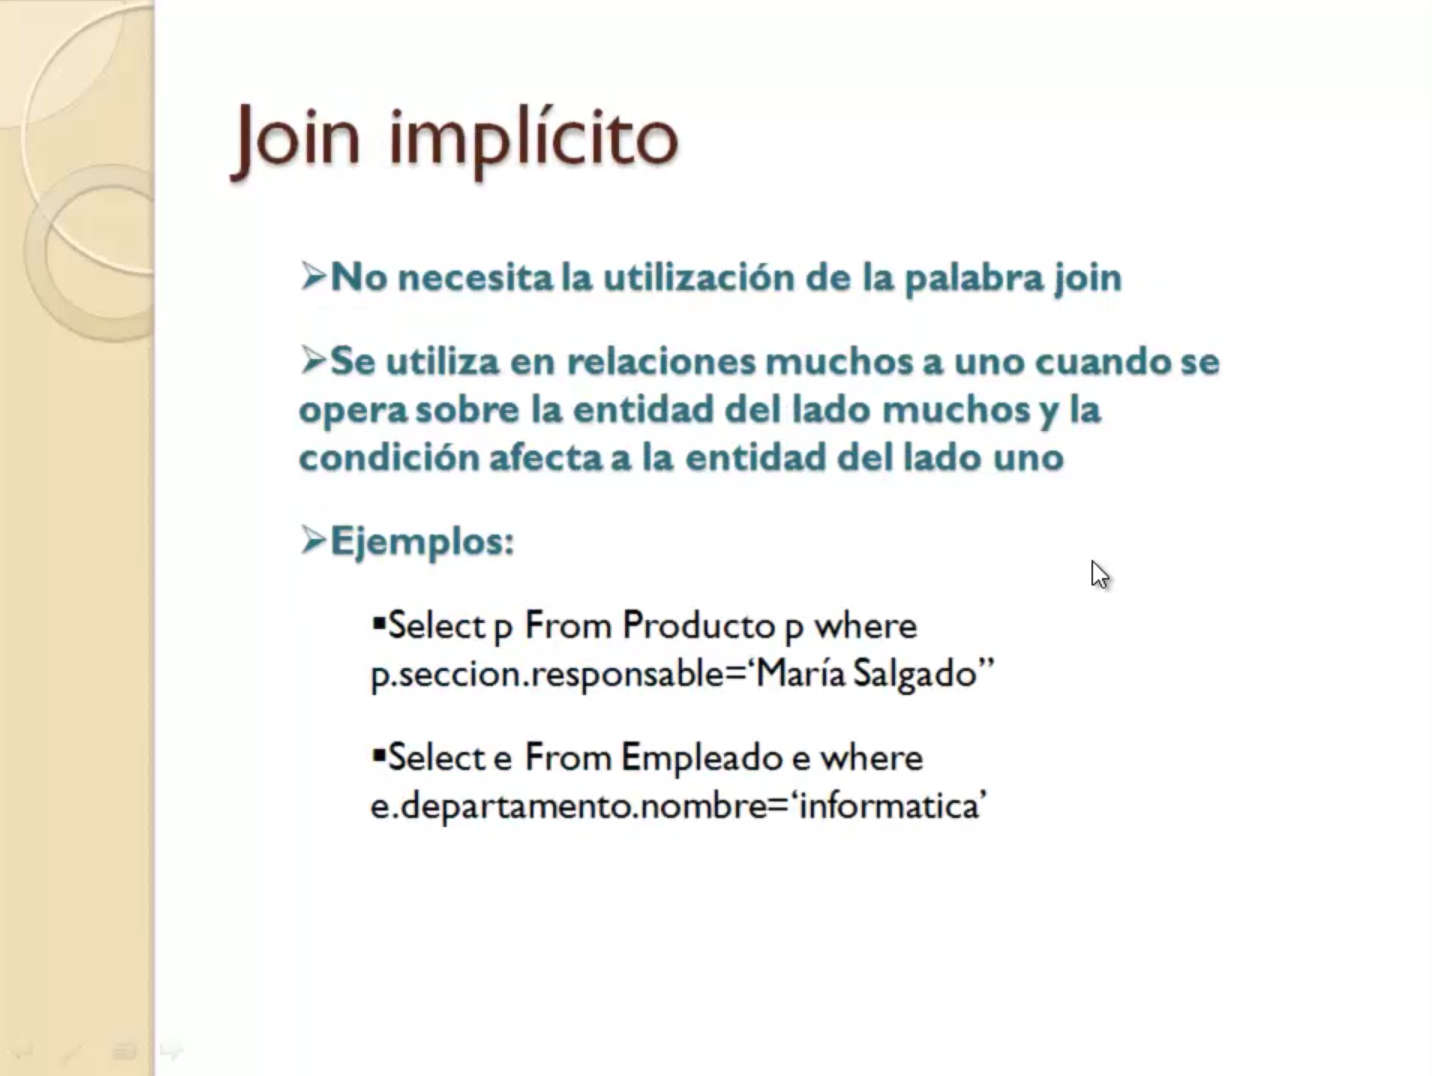 Join implícito
➢No necesita la utilización de la palabra join
➢Se utiliza en relaciones muchos a uno cuando se
opera sobre la entidad del lado muchos y la
condición afecta a la entidad del lado uno
➢Ejemplos:
▪Select p From Producto p where
p.seccion.responsable=‘María Salgado’’
▪Select e From Empleado e where
e.departamento.nombre=‘informatica’